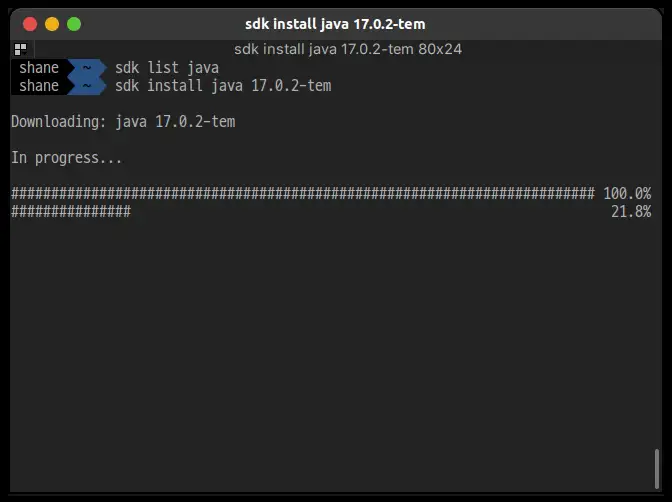 sdk install java 17.0.2-tem
sdk install java 17.0.2-tem 80x24
shane ~ sdk list java
shane ~ sdk install java 17.0.2-tem
Downloading: java 17.0.2-tem
In progress...
######################################################################### 100.0%
############### 21.8%